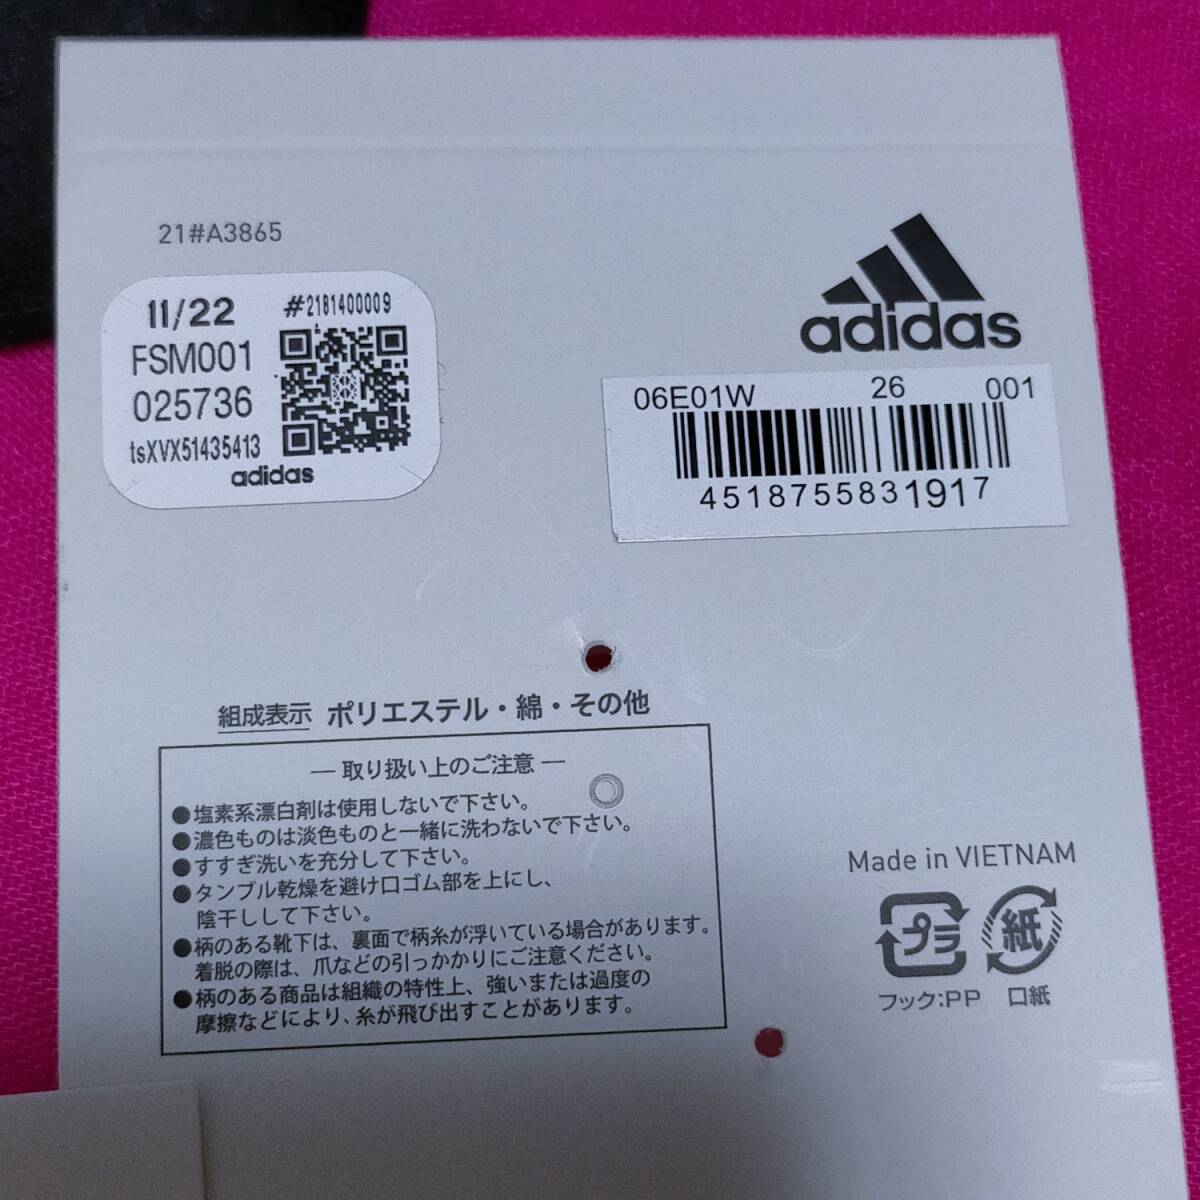 21#A3865
11/22 #2181400009
FSM001
025736
tsXVX51435413
adidas
adidas
06E01W 26 001
4518755831917
組成表示 ポリエステル・綿・その他
― 取り扱い上のご注意 ―
●塩素系漂白剤は使用しないで下さい。
●濃色ものは淡色ものと一緒に洗わないで下さい。
●すすぎ洗いを充分して下さい。
●タンブル乾燥を避け口ゴム部を上にし、
陰干しして下さい。
●柄のある靴下は、裏面で柄糸が浮いている場合があります。
着脱の際は、爪などの引っかかりにご注意ください。
●柄のある商品は組織の特性上、強いまたは過度の
摩擦などにより、糸が飛び出すことがあります。
Made in VIETNAM
プラ 紙
フック:PP 口紙